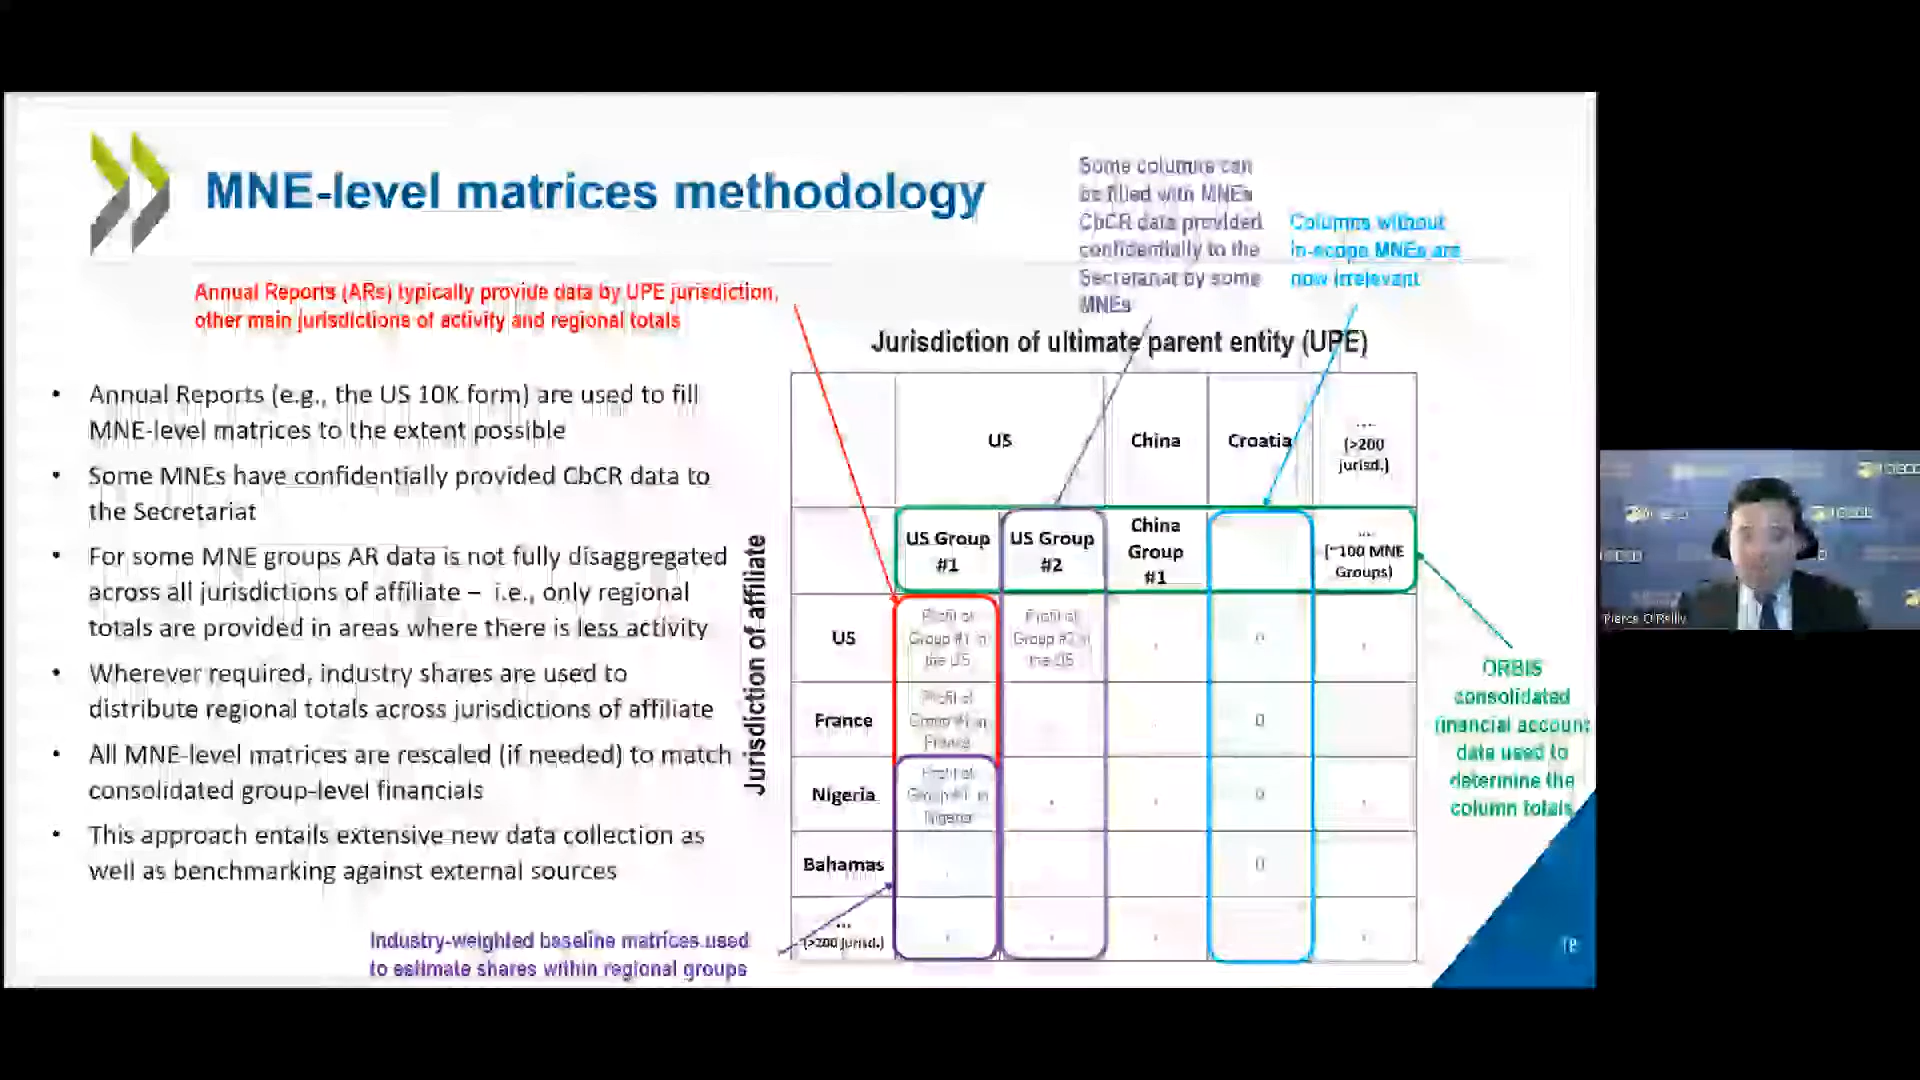 MNE-level matrices methodology
Some columns can
be filled with MNEs
CbCR data provided
confidentially to the
Secretariat by some
MNEs
Columns without
in-scope MNEs are
now irrelevant
Annual Reports (ARs) typically provide data by UPE jurisdiction,
other main jurisdictions of activity and regional totals
• Annual Reports (e.g., the US 10K form) are used to fill
MNE-level matrices to the extent possible
• Some MNEs have confidentially provided CbCR data to
the Secretariat
• For some MNE groups AR data is not fully disaggregated
across all jurisdictions of affiliate – i.e., only regional
totals are provided in areas where there is less activity
• Wherever required, industry shares are used to
distribute regional totals across jurisdictions of affiliate
• All MNE-level matrices are rescaled (if needed) to match
consolidated group-level financials
• This approach entails extensive new data collection as
well as benchmarking against external sources
Industry-weighted baseline matrices used
to estimate shares within regional groups
Jurisdiction of ultimate parent entity (UPE)
Jurisdiction of affiliate
US
China
Croatia
....
(>200
jurisd.)
US Group
#1
US Group
#2
China
Group
#1
....
(~100 MNE
Groups)
US
Profit of
Group #1 in
the US
Profit of
Group #2 in
the US
.
0
.
France
Profit of
Group #1 in
France
.
0
Nigeria
Profit of
Group #1 in
Nigeria
.
.
0
.
Bahamas
.
0
...
(>200 jurisd.)
.
.
.
.
.
ORBIS
consolidated
financial account
data used to
determine the
column totals
Pierce O'Reilly